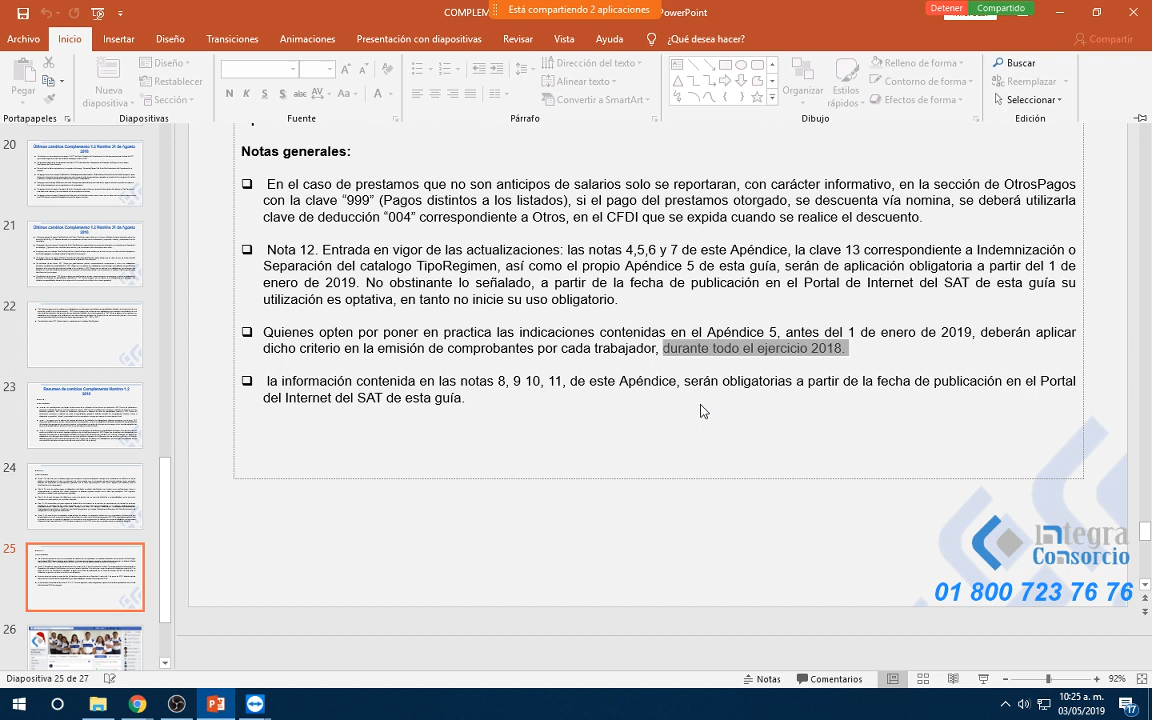 COMPLEM
Está compartiendo 2 aplicaciones
PowerPoint
Detener
Compartido
Archivo Inicio Insertar Diseño Transiciones Animaciones Presentación con diapositivas Revisar Vista Ayuda ¿Qué desea hacer? Compartir
Pegar
Nueva diapositiva
Diseño
Restablecer
Sección
N K S S abc AV Aa A
Dirección del texto
Alinear texto
Convertir a SmartArt
Organizar
Estilos rápidos
Relleno de forma
Contorno de forma
Efectos de forma
Buscar
Reemplazar
Seleccionar
Portapapeles Diapositivas Fuente Párrafo Dibujo Edición
20
21
22
23
24
25
26
Notas generales:
En el caso de prestamos que no son anticipos de salarios solo se reportaran, con carácter informativo, en la sección de OtrosPagos
con la clave “999” (Pagos distintos a los listados), si el pago del prestamos otorgado, se descuenta vía nomina, se deberá utilizarla
clave de deducción “004” correspondiente a Otros, en el CFDI que se expida cuando se realice el descuento.
Nota 12. Entrada en vigor de las actualizaciones: las notas 4,5,6 y 7 de este Apéndice, la clave 13 correspondiente a Indemnización o
Separación del catalogo TipoRegimen, así como el propio Apéndice 5 de esta guía, serán de aplicación obligatoria a partir del 1 de
enero de 2019. No obstinante lo señalado, a partir de la fecha de publicación en el Portal de Internet del SAT de esta guía su
utilización es optativa, en tanto no inicie su uso obligatorio.
Quienes opten por poner en practica las indicaciones contenidas en el Apéndice 5, antes del 1 de enero de 2019, deberán aplicar
dicho criterio en la emisión de comprobantes por cada trabajador, durante todo el ejercicio 2018.
la información contenida en las notas 8, 9 10, 11, de este Apéndice, serán obligatorias a partir de la fecha de publicación en el Portal
del Internet del SAT de esta guía.
Integra
Consorcio
01 800 723 76 76
Diapositiva 25 de 27
Notas
Comentarios
92%
10:25 a. m.
03/05/2019
17